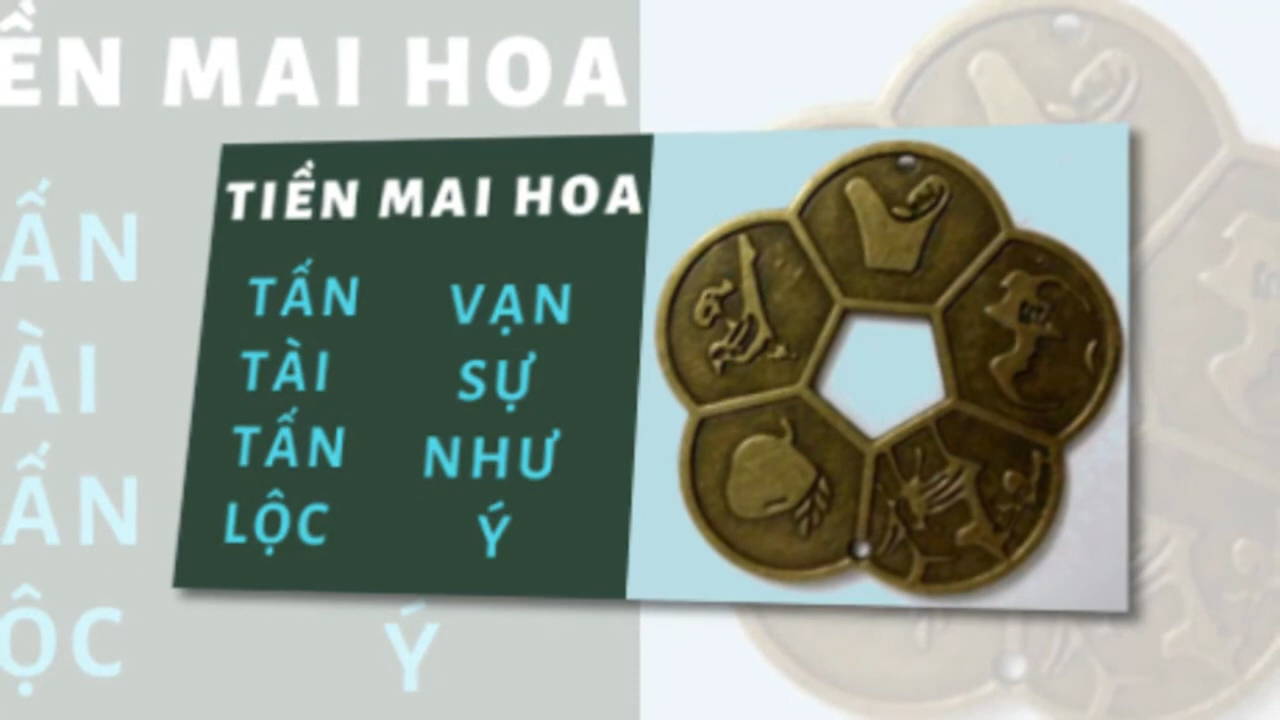 TIỀN MAI HOA
TẤN
TÀI
TẤN
LỘC
VẠN
SỰ
NHƯ
Ý
ỀN MAI HOA
ẤN
ÀI
ẤN
ỘC
Ý